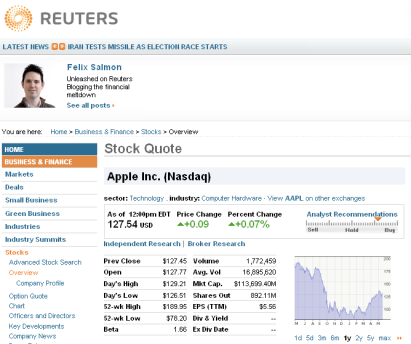 REUTERS
LATEST NEWS IRAN TESTS MISSILE AS ELECTION RACE STARTS
Felix Salmon
Unleashed on Reuters
Blogging the financial
meltdown
See all posts
You are here: Home > Business & Finance > Stocks > Overview
HOME
BUSINESS & FINANCE
Markets
Deals
Small Business
Green Business
Industries
Industry Summits
Stocks
Advanced Stock Search
Overview
Company Profile
Option Quote
Chart
Officers and Directors
Key Developments
Company News
Stock Quote
Apple Inc. (Nasdaq)
sector: Technology . industry: Computer Hardware · View AAPL on other exchanges
As of 12:00pm EDT Price Change Percent Change
127.54 USD +0.09 +0.07%
Analyst Recommendations
Sell Hold Buy
Independent Research | Broker Research
Prev Close $127.45 Volume 1,772,459
Open $127.77 Avg. Vol 16,895,620
Day's High $129.21 Mkt Cap. $113,699.40M
Day's Low $126.51 Shares Out 892.11M
52-wk High $189.95 EPS (TTM) $5.56
52-wk Low $78.20 Div & Yield --
Beta 1.66 Ex Div Date --
200
175
150
125
100
75
M J J A S O N D J F M A M
1d 5d 3m 6m 1y 2y 5y max